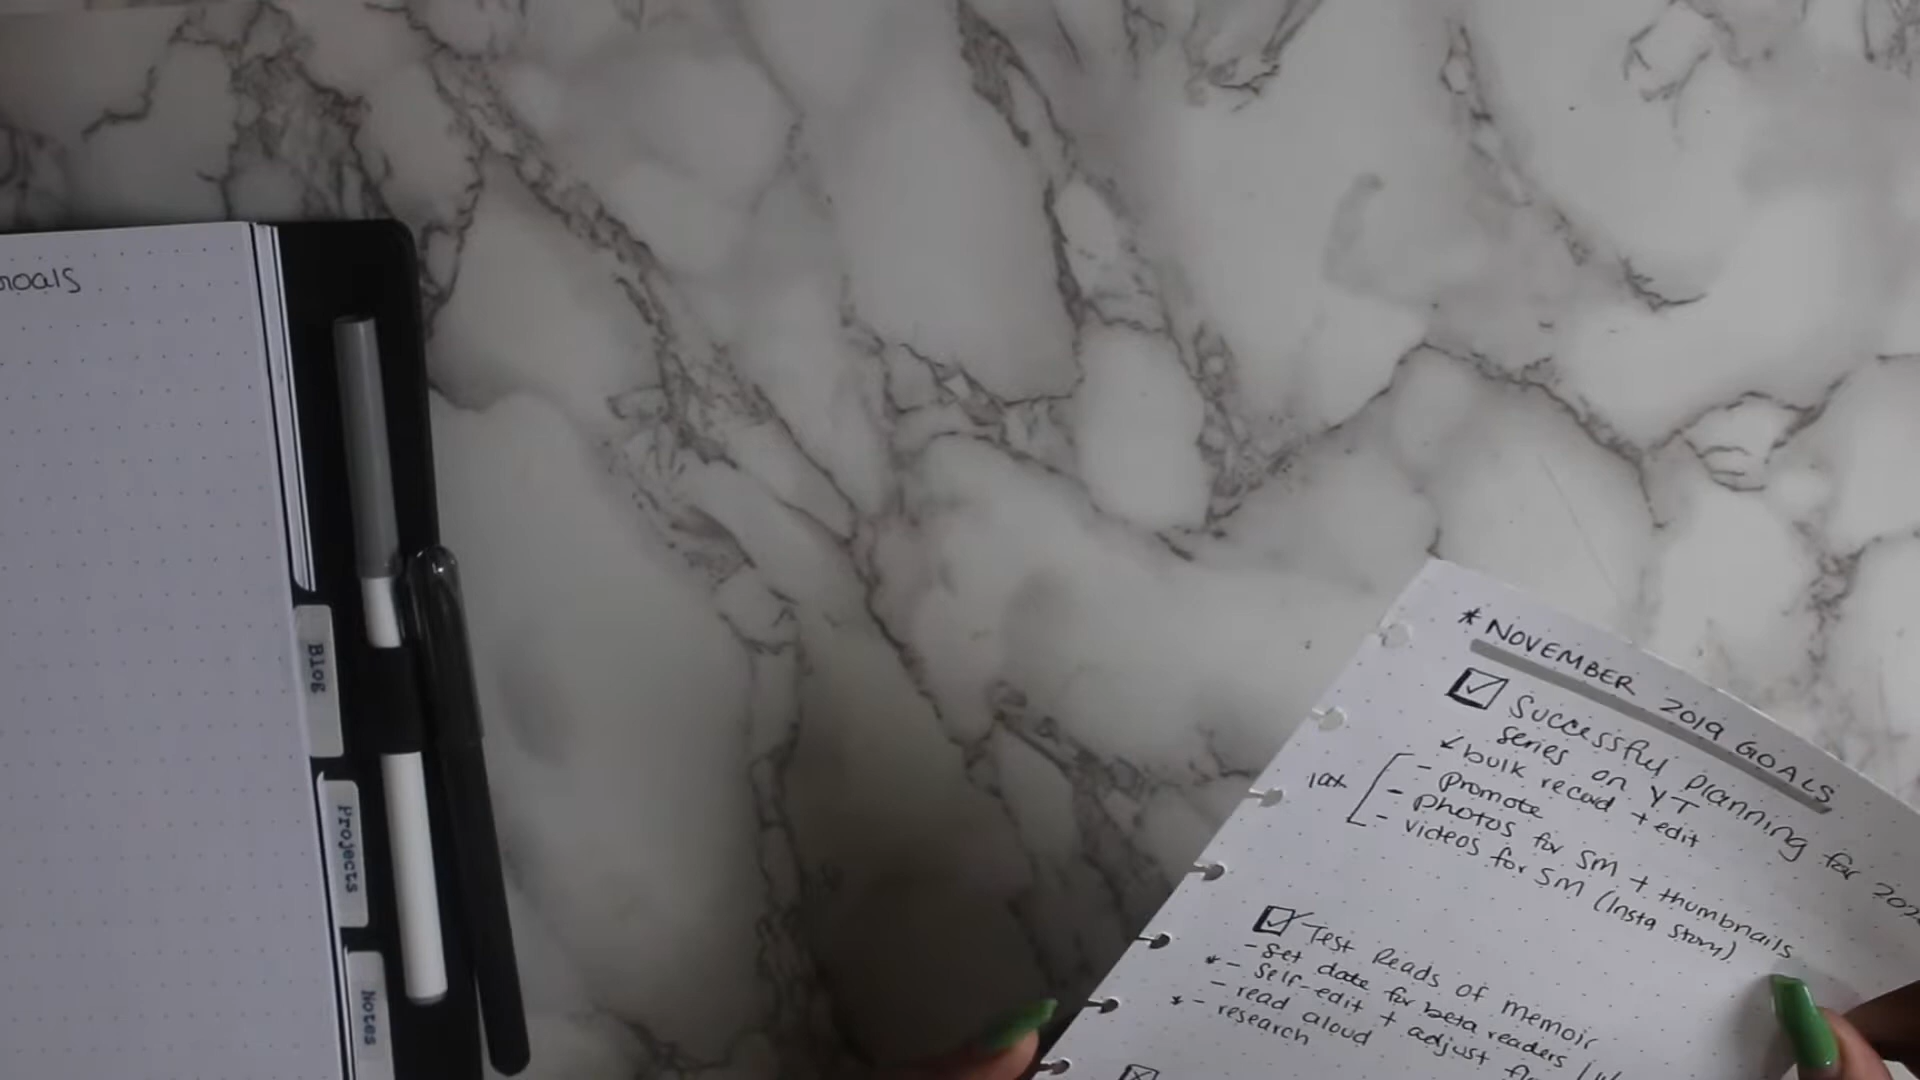 Blog
Projects
Notes
* NOVEMBER 2019 GOALS
Successful planning for
series on YT
bulk record + edit
- promote
- photos for SM + thumbnails
- videos for SM (Insta Story)
Test Reads of memoir
- set date for beta readers
* - self-edit + adjust
- read aloud
* - research